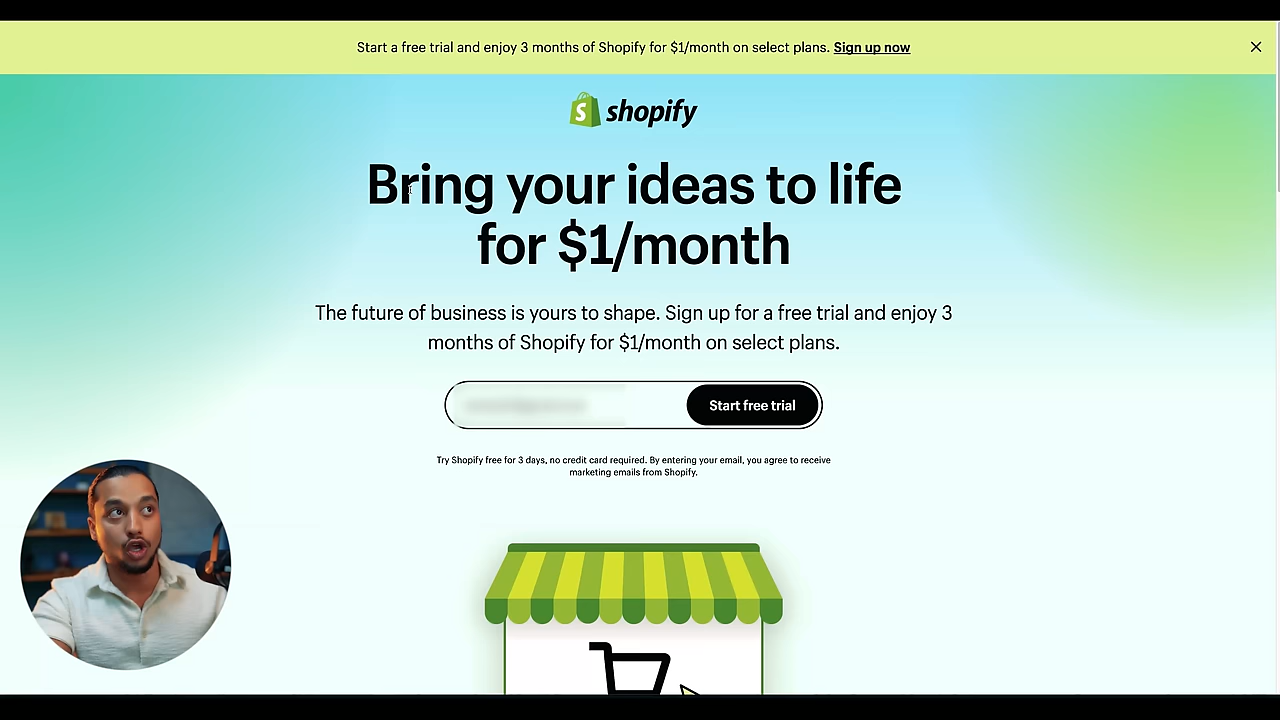 Start a free trial and enjoy 3 months of Shopify for $1/month on select plans. Sign up now
shopify
Bring your ideas to life
for $1/month
The future of business is yours to shape. Sign up for a free trial and enjoy 3
months of Shopify for $1/month on select plans.
Start free trial
Try Shopify free for 3 days, no credit card required. By entering your email, you agree to receive
marketing emails from Shopify.